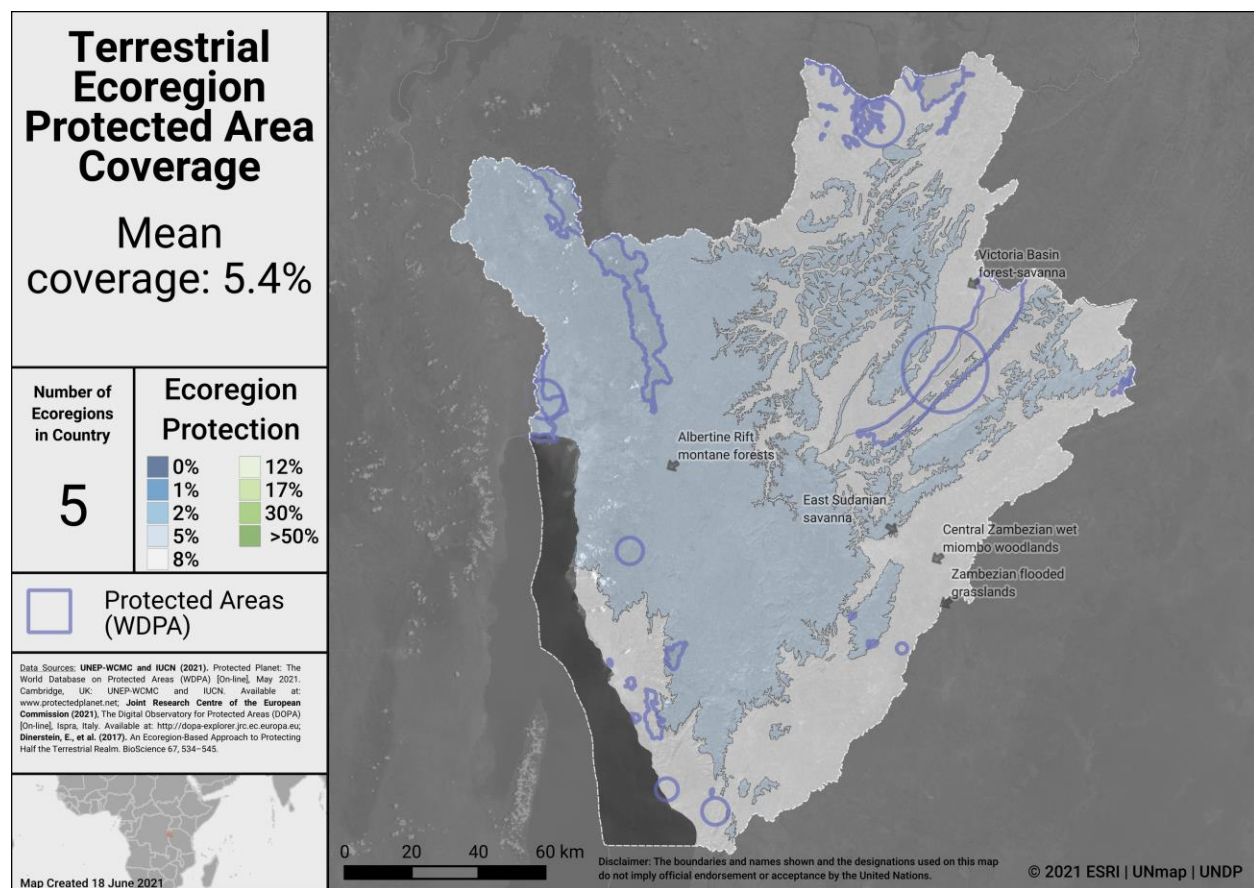 Terrestrial
Ecoregion
Protected Area
Coverage
Mean
coverage: 5.4%
Number of
Ecoregions
in Country
5
Ecoregion
Protection
0%
1%
2%
5%
8%
12%
17%
30%
>50%
Protected Areas
(WDPA)
Data Sources: UNEP-WCMC and IUCN (2021). Protected Planet: The
World Database on Protected Areas (WDPA) [On-line], May 2021.
Cambridge, UK: UNEP-WCMC and IUCN. Available at:
www.protectedplanet.net; Joint Research Centre of the European
Commission (2021), The Digital Observatory for Protected Areas (DOPA)
[On-line], Ispra, Italy. Available at: http://dopa-explorer.jrc.ec.europa.eu;
Dinerstein, E., et al. (2017). An Ecoregion-Based Approach to Protecting
Half the Terrestrial Realm. BioScience 67, 534–545.
Map Created 18 June 2021
Victoria Basin
forest-savanna
Albertine Rift
montane forests
East Sudanian
savanna
Central Zambezian wet
miombo woodlands
Zambezian flooded
grasslands
0 20 40 60 km
Disclaimer: The boundaries and names shown and the designations used on this map
do not imply official endorsement or acceptance by the United Nations.
© 2021 ESRI | UNmap | UNDP